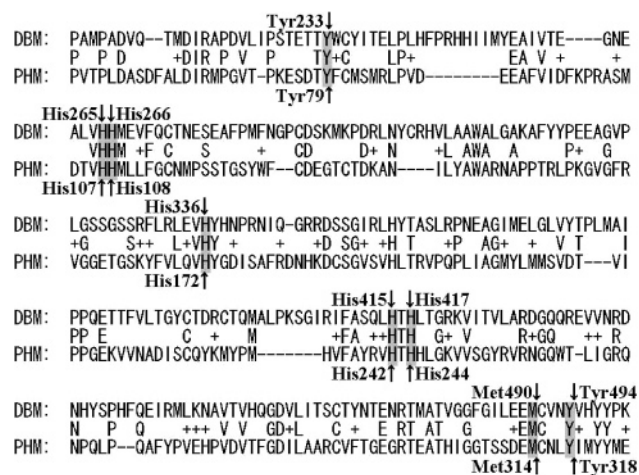 Tyr233↓
DBM: PAMPADVQ--TMDIRAPDVLIPSTETTYWCYITELPLHFPRHHIIMYEAIVTE----GNE
P P D +DIR P V P TY+C LP+ EA V + +
PHM: PVTPLDASDFALDIRMPGVT-PKESDTYFCMSMRLPVD--------EEAFVIDFKPRASM
Tyr79↑
His265↓↓His266
DBM: ALVHHMEVFQCTNESEAFPMFNGPCDSKMKPDRLNYCRHVLAAWALGAKAFYYPEEAGVP
VHHM +F C S + CD D+ N +L AWA A P+ G
PHM: DTVHHMLLFGCNMPSSTGSYWF--CDEGTCTDKAN----ILYAWARNAPPTRLPKGVGFR
His107↑↑His108
His336↓
DBM: LGSSGSSRFLRLEVHYHNPRNIQ-GRRDSSGIRLHYTASLRPNEAGIMELGLVYTPLMAI
+G S++ L+VHY + + +D SG+ +H T +P AG+ + V T I
PHM: VGGETGSKYFVLQVHYGDISAFRDNHKDCSGVSVHLTRVPQPLIAGMYLMMSVDT--VI
His172↑
His415↓ ↓His417
DBM: PPQETTFVLTGYCTDRCTQMALPKSGIRIFASQLHTHLTGRKVITVLARDGQQREVVNRD
PP E C + M +FA ++HTH G+ V R+GQ ++ R
PHM: PPGEKVVNADISCQYKMYPM-------HVFAYRVHTHHLGKVVSGYRVRNGQWT-LIGRQ
His242↑ ↑His244
Met490↓ ↓Tyr494
DBM: NHYSPHFQEIRMLKNAVTVHQGDVLITSCTYNTENRTMATVGGFGILEEMCVNYVHYYPK
N P Q +++ V V GD+L C + E RT AT G + EMC Y+ YY+
PHM: NPQLP--QAFYPVEHPVDVTFGDILAARCVFTGEGRTEATHIGGTSSDEMCNLYIMYYME
Met314↑ ↑Tyr318